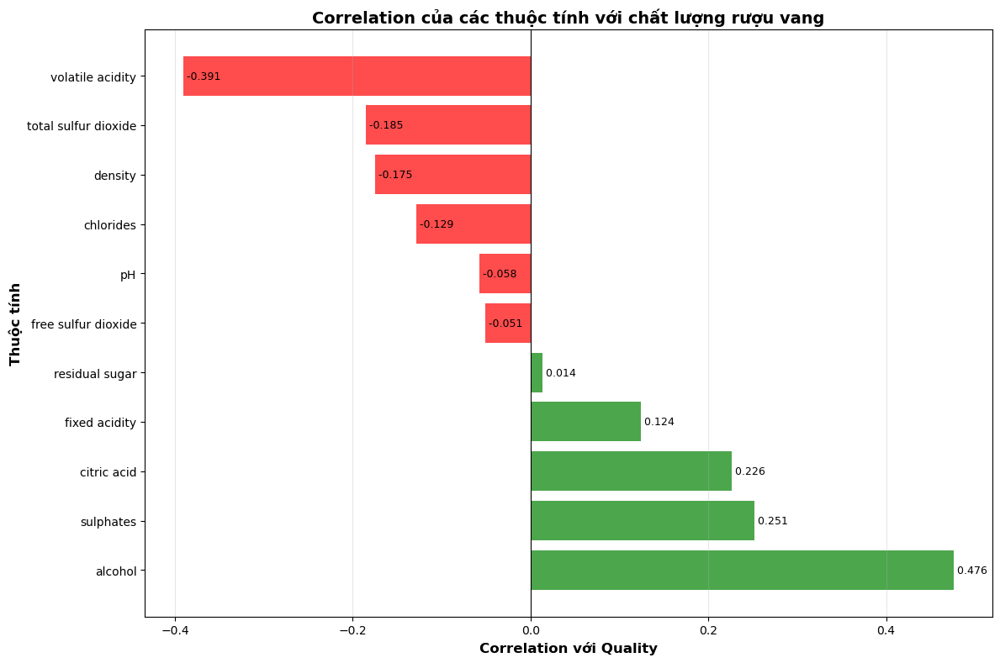 Correlation của các thuộc tính với chất lượng rượu vang
Thuộc tính
volatile acidity
-0.391
total sulfur dioxide
-0.185
density
-0.175
chlorides
-0.129
pH
-0.058
free sulfur dioxide
-0.051
residual sugar
0.014
fixed acidity
0.124
citric acid
0.226
sulphates
0.251
alcohol
0.476
−0.4 −0.2 0.0 0.2 0.4
Correlation với Quality